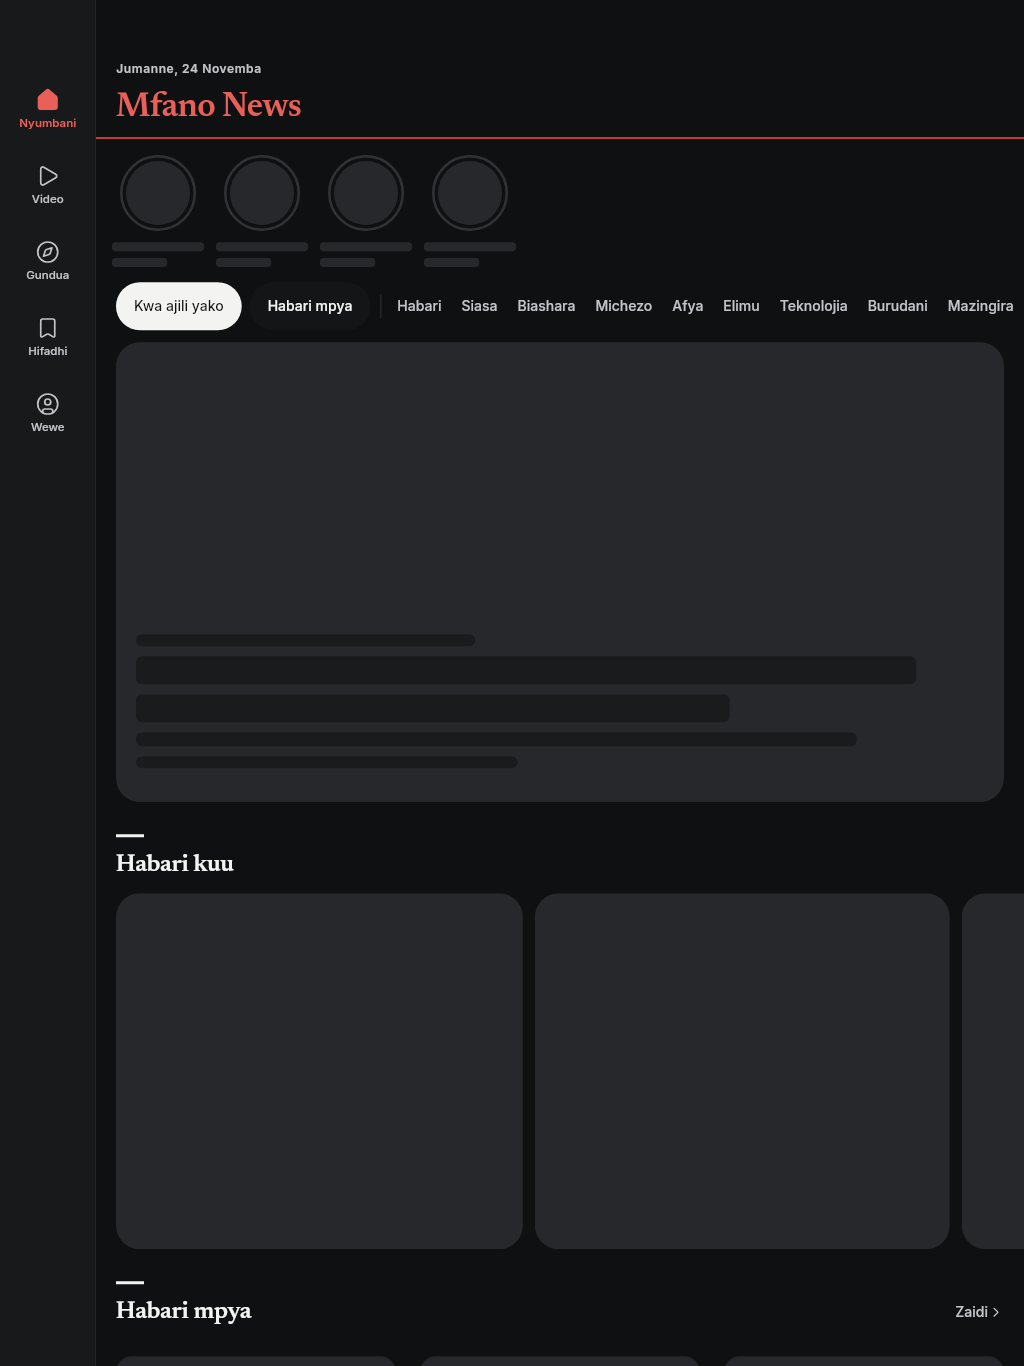 Jumanne, 24 Novemba
Mfano News
Nyumbani
Video
Gundua
Hifadhi
Wewe
Kwa ajili yako
Habari mpya
Habari
Siasa
Biashara
Michezo
Afya
Elimu
Teknolojia
Burudani
Mazingira
Habari kuu
Habari mpya
Zaidi